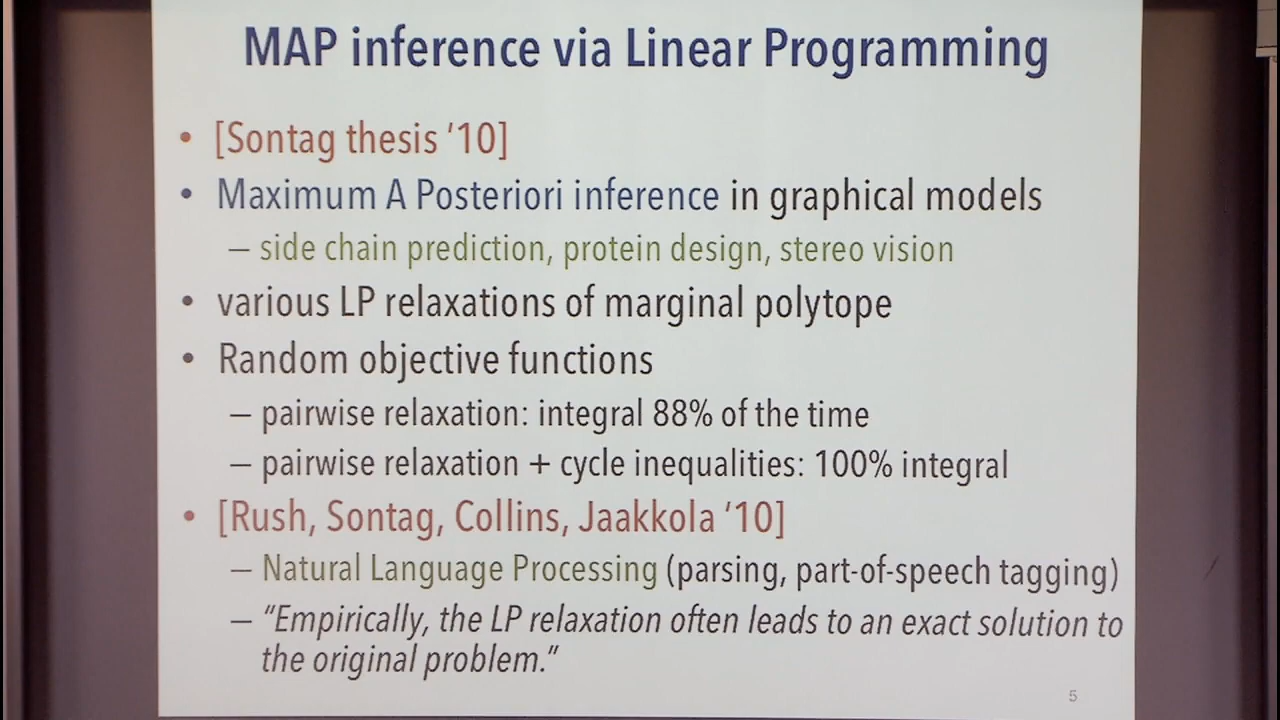 MAP inference via Linear Programming
• [Sontag thesis ‘10]
• Maximum A Posteriori inference in graphical models
– side chain prediction, protein design, stereo vision
• various LP relaxations of marginal polytope
• Random objective functions
– pairwise relaxation: integral 88% of the time
– pairwise relaxation + cycle inequalities: 100% integral
• [Rush, Sontag, Collins, Jaakkola ‘10]
– Natural Language Processing (parsing, part-of-speech tagging)
– “Empirically, the LP relaxation often leads to an exact solution to
the original problem.”
5